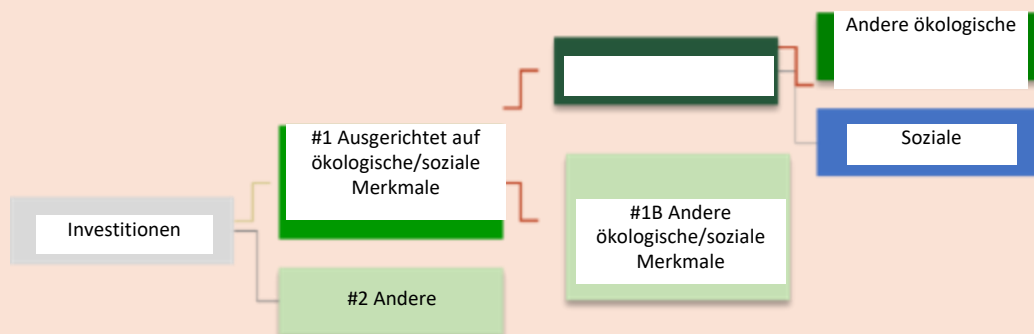 Andere ökologische
Soziale
#1 Ausgerichtet auf
ökologische/soziale
Merkmale
#1B Andere
ökologische/soziale
Merkmale
Investitionen
#2 Andere